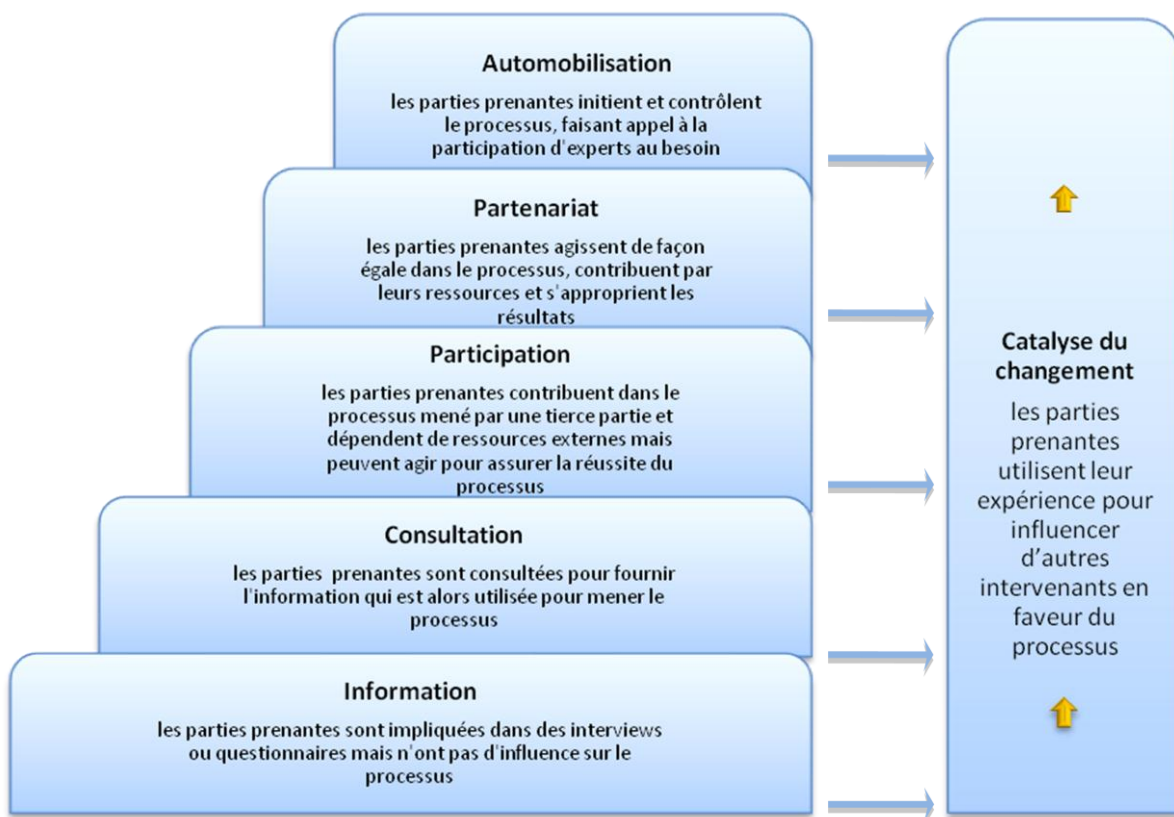 Automobilisation
les parties prenantes initient et contrôlent
le processus, faisant appel à la
participation d'experts au besoin
Partenariat
les parties prenantes agissent de façon
égale dans le processus, contribuent par
leurs ressources et s'approprient les
résultats
Participation
les parties prenantes contribuent dans le
processus mené par une tierce partie et
dépendent de ressources externes mais
peuvent agir pour assurer la réussite du
processus
Consultation
les parties prenantes sont consultées pour fournir
l'information qui est alors utilisée pour mener le
processus
Information
les parties prenantes sont impliquées dans des interviews
ou questionnaires mais n'ont pas d'influence sur le
processus
Catalyse du
changement
les parties
prenantes
utilisent leur
expérience pour
influencer
d’autres
intervenants en
faveur du
processus